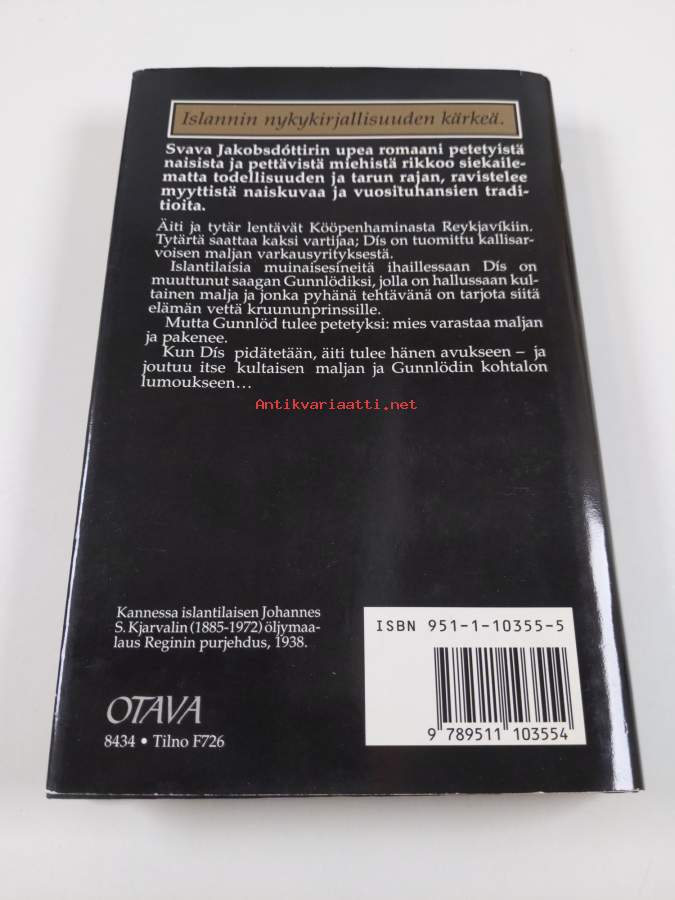 Islannin nykykirjallisuuden kärkeä.
Svava Jakobsdóttirin upea romaani petetyistä
naisista ja pettävistä miehistä rikkoo siekaile-
matta todellisuuden ja tarun rajan, ravistelee
myyttistä naiskuvaa ja vuosituhansien tradi-
tioita.
Äiti ja tytär lentävät Kööpenhaminasta Reykjavíkiin.
Tytärtä saattaa kaksi vartijaa; Dís on tuomittu kallisar-
voisen maljan varkausyrityksestä.
Islantilaisia muinaisesineitä ihaillessaan Dís on
muuttunut saagan Gunnlödiksi, jolla on hallussaan kul-
tainen malja ja jonka pyhänä tehtävänä on tarjota siitä
elämän vettä kruununprinssille.
Mutta Gunnlöd tulee petetyksi: mies varastaa maljan
ja pakenee.
Kun Dís pidätetään, äiti tulee hänen avukseen – ja
joutuu itse kultaisen maljan ja Gunnlödin kohtalon
lumoukseen...
Antikvariaatti.net
Kannessa islantilaisen Johannes
S. Kjarvalin (1885-1972) öljymaa-
laus Reginin purjehdus, 1938.
OTAVA
8434 • Tilno F726
ISBN 951-1-10355-5
9 789511 103554